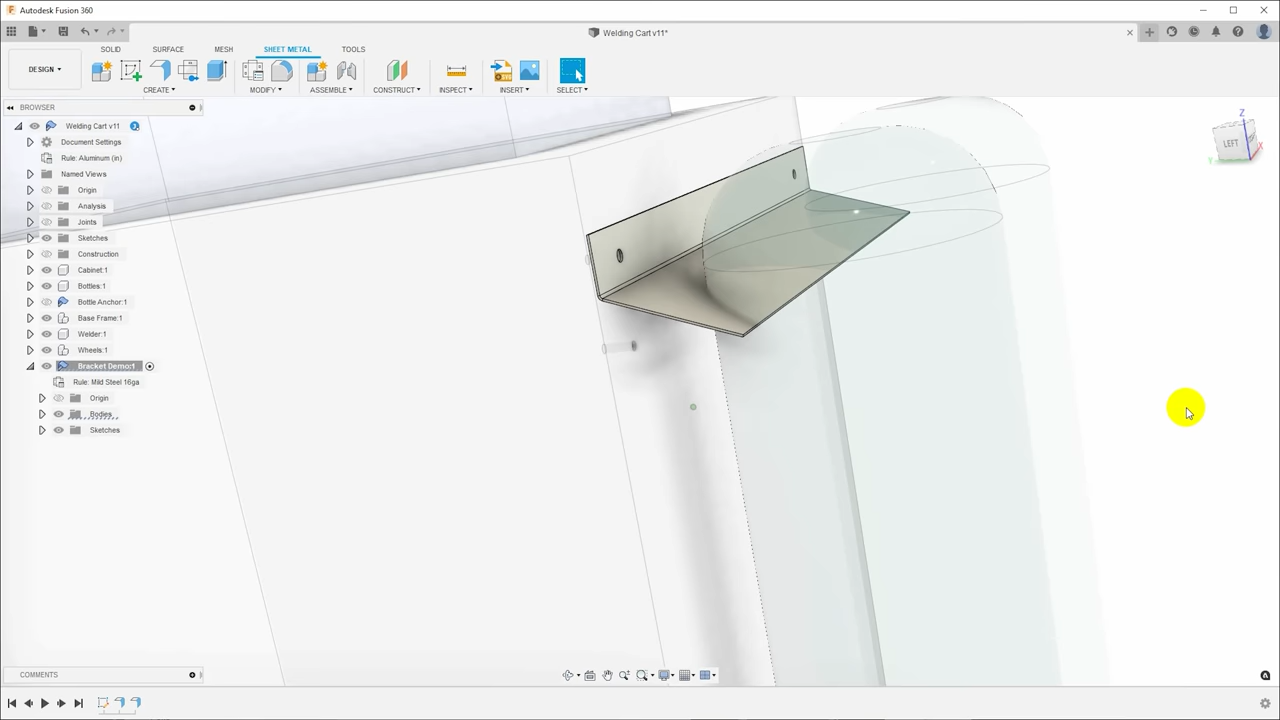 Autodesk Fusion 360
Welding Cart v11*
DESIGN
SOLID SURFACE MESH SHEET METAL TOOLS
CREATE MODIFY ASSEMBLE CONSTRUCT INSPECT INSERT SELECT
BROWSER
Welding Cart v11
Document Settings
Rule: Aluminum (in)
Named Views
Origin
Analysis
Joints
Sketches
Construction
Cabinet:1
Bottles:1
Bottle Anchor:1
Base Frame:1
Welder:1
Wheels:1
Bracket Demo:1
Rule: Mild Steel 16ga
Origin
Bodies
Sketches
Z
LEFT
Y
X
COMMENTS